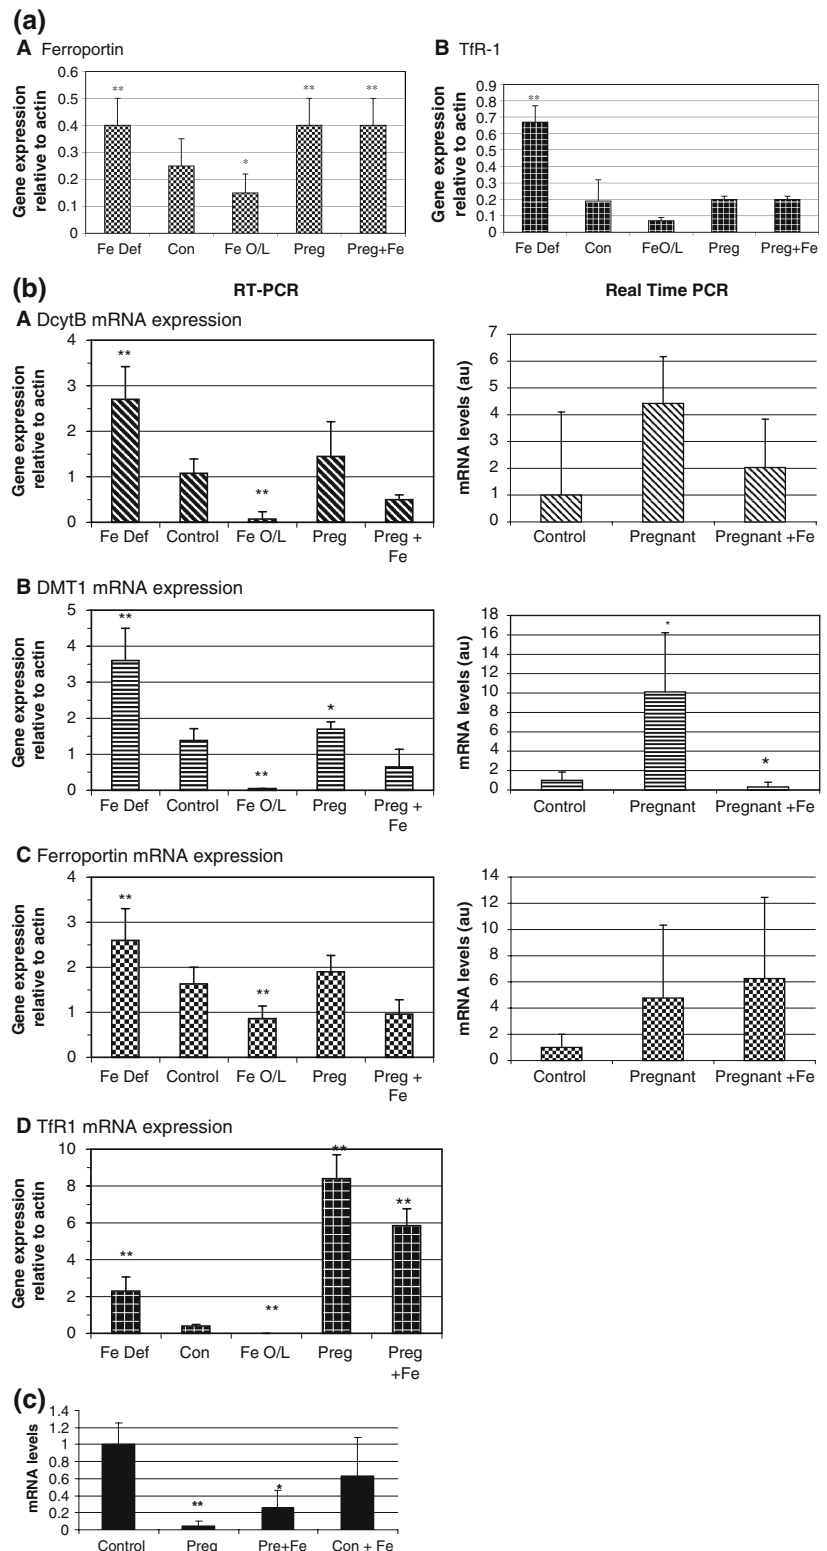 (a)
A Ferroportin
Gene expression
relative to actin
0.6
0.5
0.4
0.3
0.2
0.1
0
** * ** **
Fe Def Con Fe O/L Preg Preg+Fe
B TfR-1
Gene expression
relative to actin
0.9
0.8
0.7
0.6
0.5
0.4
0.3
0.2
0.1
0
**
Fe Def Con FeO/L Preg Preg+Fe
(b)
RT-PCR Real Time PCR
A DcytB mRNA expression
Gene expression
relative to actin
4
3
2
1
0
** **
Fe Def Control Fe O/L Preg Preg +
Fe
mRNA levels (au)
7
6
5
4
3
2
1
0
Control Pregnant Pregnant +Fe
B DMT1 mRNA expression
Gene expression
relative to actin
5
4
3
2
1
0
** ** *
Fe Def Control Fe O/L Preg Preg +
Fe
mRNA levels (au)
18
16
14
12
10
8
6
4
2
0
* *
Control Pregnant Pregnant +Fe
C Ferroportin mRNA expression
Gene expression
relative to actin
4
3
2
1
0
** **
Fe Def Control Fe O/L Preg Preg +
Fe
mRNA levels (au)
14
12
10
8
6
4
2
0
Control Pregnant Pregnant +Fe
D TfR1 mRNA expression
Gene expression
relative to actin
10
8
6
4
2
0
** ** ** **
Fe Def Con Fe O/L Preg Preg
+Fe
(c)
mRNA levels
1.4
1.2
1
0.8
0.6
0.4
0.2
0
** *
Control Preg Pre+Fe Con + Fe